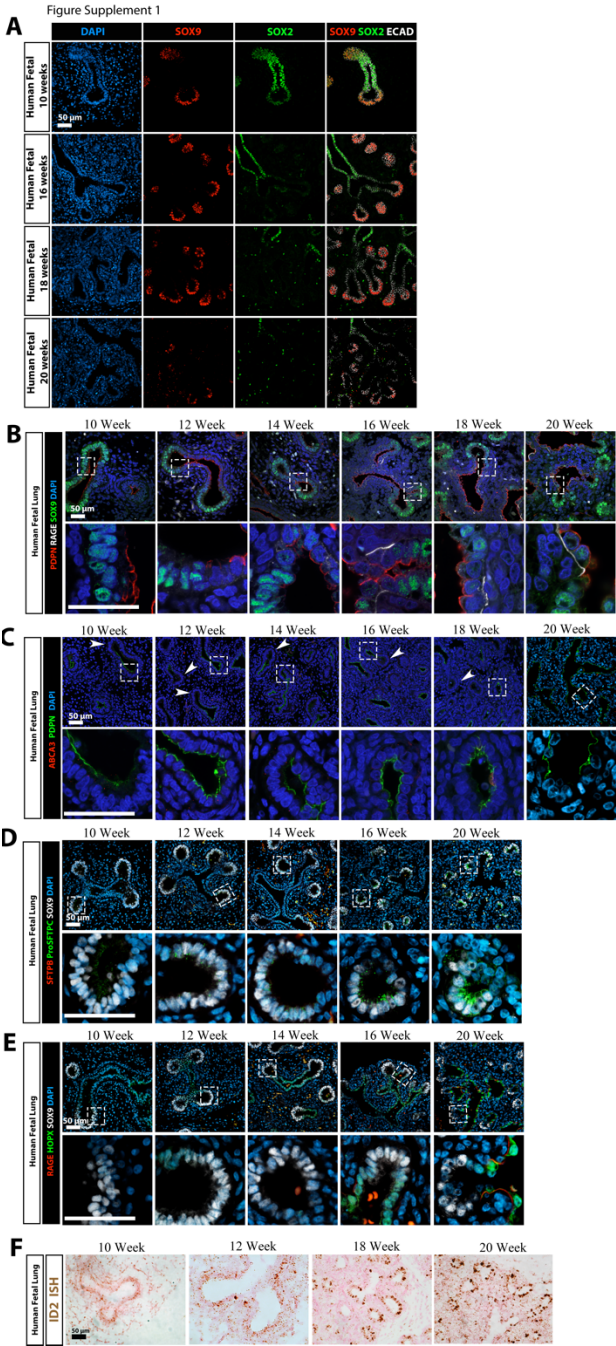 Figure Supplement 1
A
DAPI SOX9 SOX2 SOX9 SOX2 ECAD
Human Fetal
10 weeks
50 µm
Human Fetal
16 weeks
Human Fetal
18 weeks
Human Fetal
20 weeks
B
10 Week 12 Week 14 Week 16 Week 18 Week 20 Week
Human Fetal Lung
PDPN RAGE SOX9 DAPI
50 µm
C
10 Week 12 Week 14 Week 16 Week 18 Week 20 Week
Human Fetal Lung
ABCA3 PDPN DAPI
50 µm
D
10 Week 12 Week 14 Week 16 Week 20 Week
Human Fetal Lung
SFTPB ProSFTPC SOX9 DAPI
50 µm
E
10 Week 12 Week 14 Week 16 Week 20 Week
Human Fetal Lung
RAGE HOPX SOX9 DAPI
50 µm
F
10 Week 12 Week 18 Week 20 Week
Human Fetal Lung
ID2 ISH
50 µm